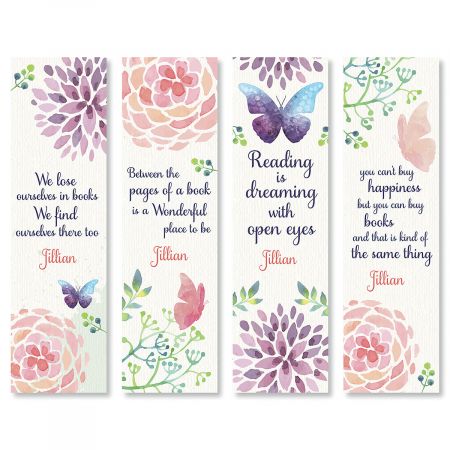 We lose
ourselves in books
We find
ourselves there too
Jillian
Between the
pages of a book
is a Wonderful
place to be
Jillian
Reading
is
dreaming
with
open eyes
Jillian
you can't buy
happiness
but you can buy
books
and that is kind of
the same thing
Jillian